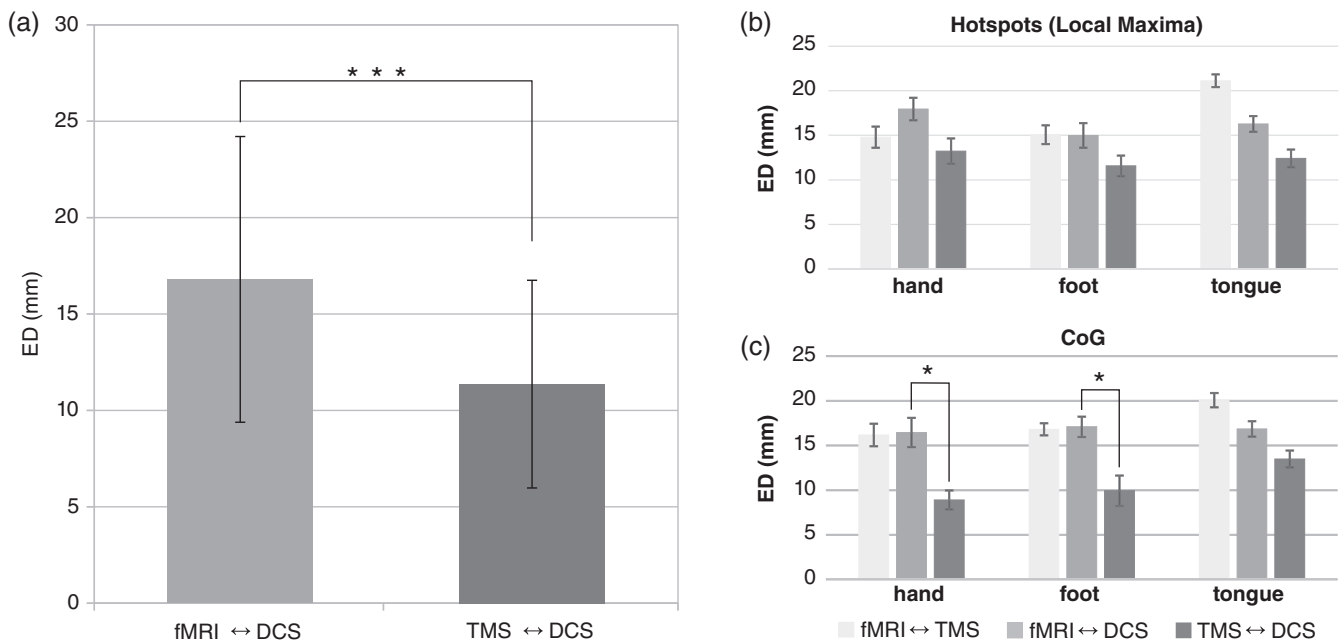 (a)
30
25
20
15
10
5
0
ED (mm)
* * *
fMRI ↔ DCS
TMS ↔ DCS
(b)
Hotspots (Local Maxima)
25
20
15
10
5
0
ED (mm)
hand
foot
tongue
(c)
CoG
25
20
15
10
5
0
ED (mm)
*
*
hand
foot
tongue
fMRI ↔ TMS
fMRI ↔ DCS
TMS ↔ DCS